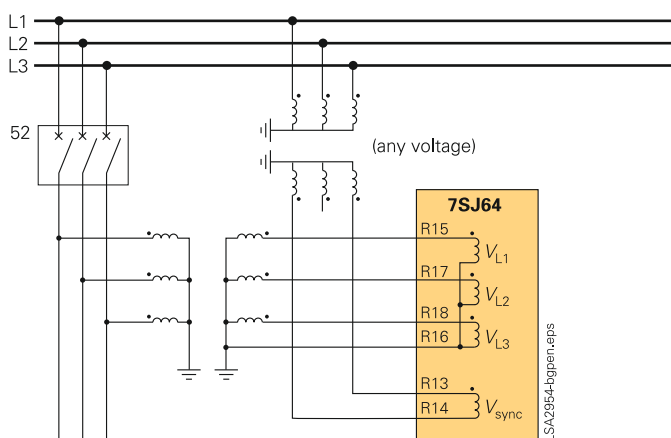 L1
L2
L3
52
(any voltage)
7SJ64
R15
VL1
R17
VL2
R18
R16
VL3
R13
R14
Vsync
LSA2954-bgpen.eps